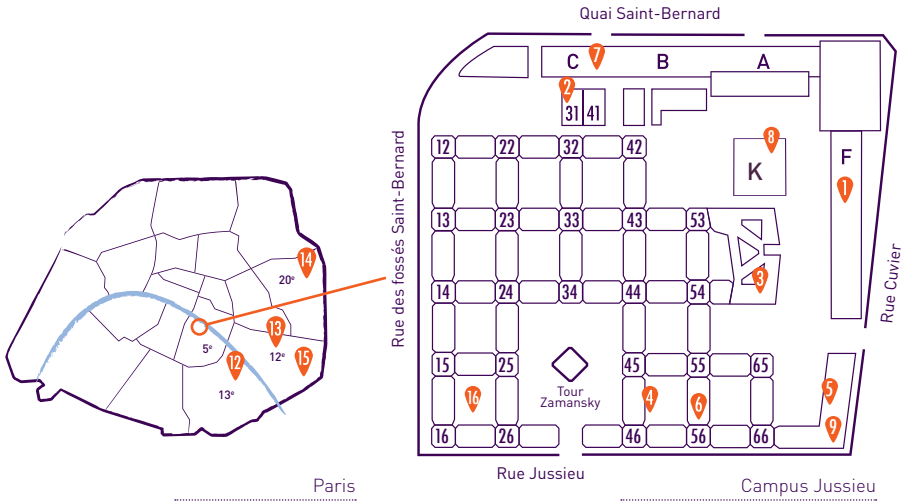 Quai Saint-Bernard
C 7 B A
2
31 41
12 22 32 42
8
K
F
1
13 23 33 43 53
3
14 24 34 44 54
Rue des fossés Saint-Bernard
Rue Cuvier
15 25 45 55 65
Tour
Zamansky
16 4 6 5
9
16 26 46 56 66
Rue Jussieu
Campus Jussieu
14
20e
13
5e 12e 15
12
13e
Paris